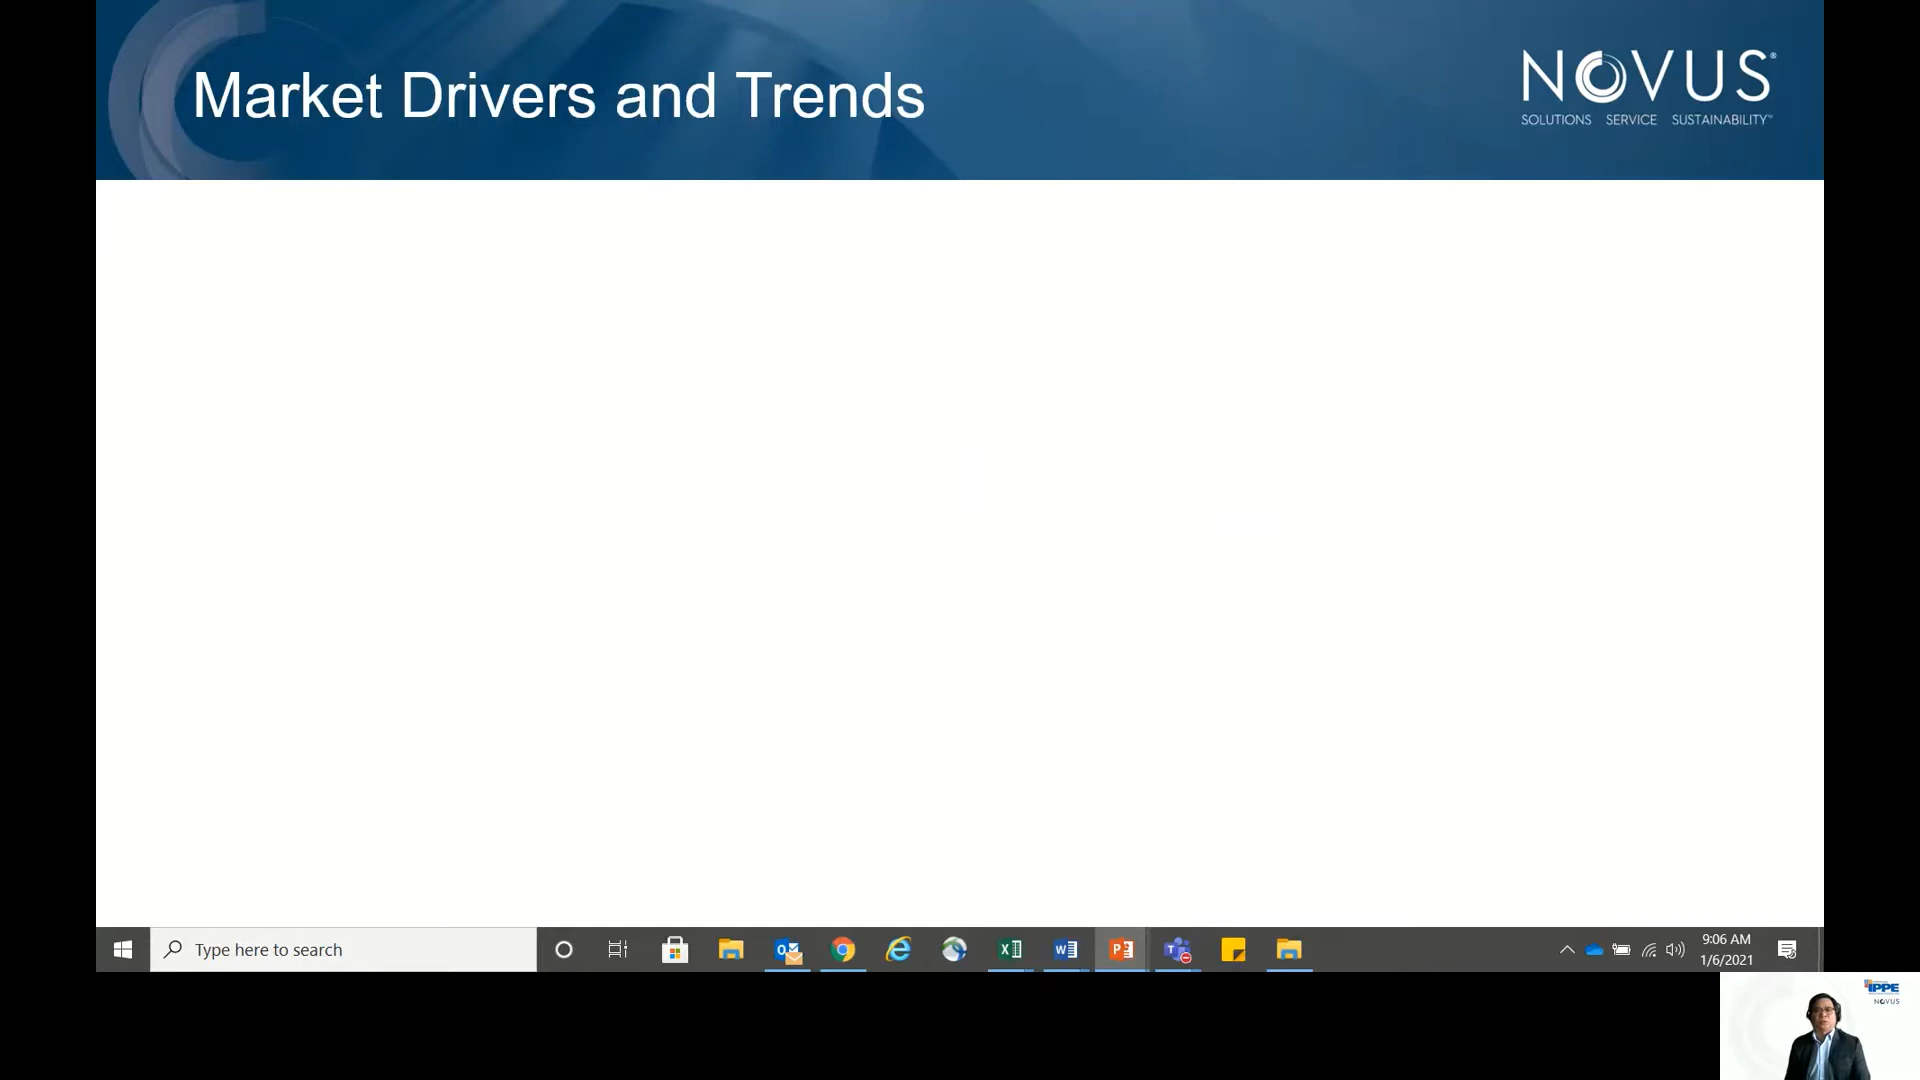 Market Drivers and Trends
NOVUS®
SOLUTIONS SERVICE SUSTAINABILITY™
Type here to search
9:06 AM
1/6/2021
IPPE
NOVUS